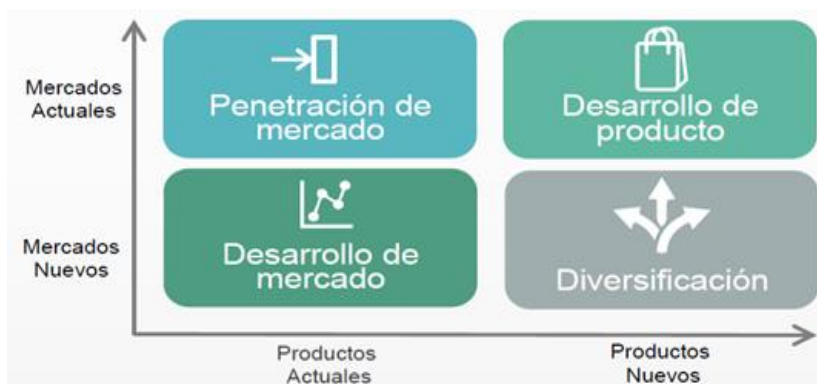 Mercados
Actuales
Penetración de
mercado
Desarrollo de
producto
Mercados
Nuevos
Desarrollo de
mercado
Diversificación
Productos
Actuales
Productos
Nuevos